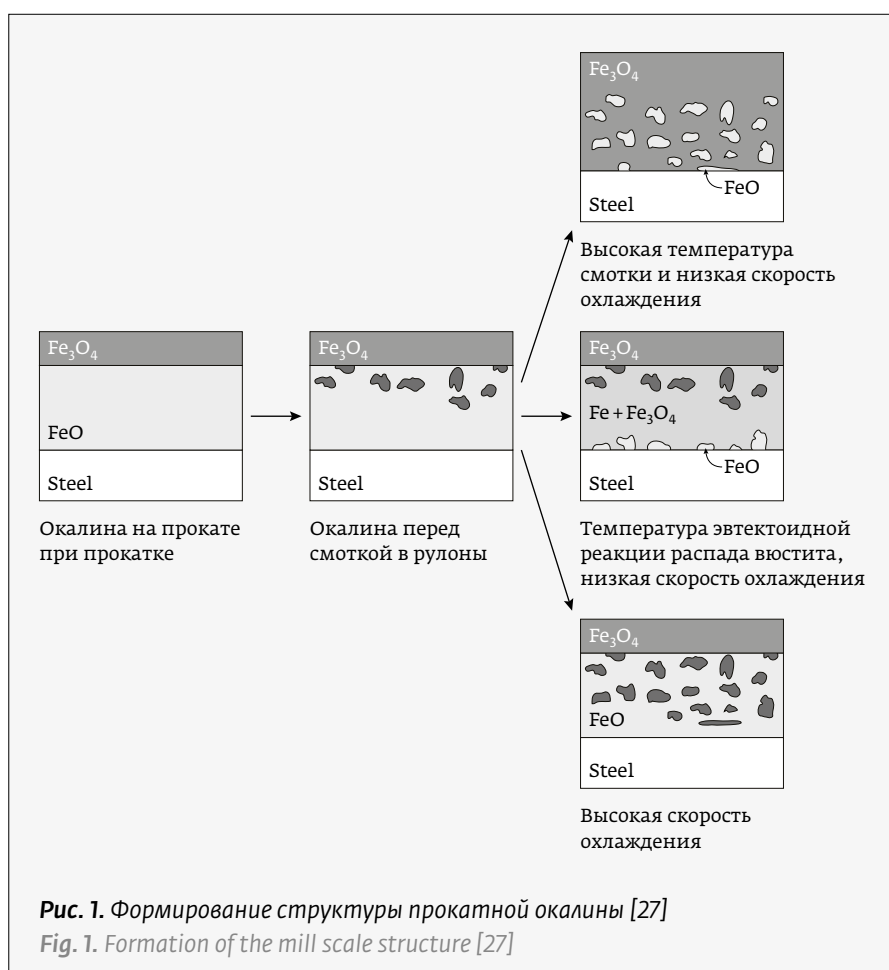 Fe₃O₄
FeO
Steel
Высокая температура
смотки и низкая скорость
охлаждения
Fe₃O₄
FeO
Steel
Окалина на прокате
при прокатке
Fe₃O₄
Steel
Окалина перед
смоткой в рулоны
Fe₃O₄
Fe + Fe₃O₄
FeO
Steel
Температура эвтектоидной
реакции распада вюстита,
низкая скорость охлаждения
Fe₃O₄
FeO
Steel
Высокая скорость
охлаждения
Рис. 1. Формирование структуры прокатной окалины [27]
Fig. 1. Formation of the mill scale structure [27]